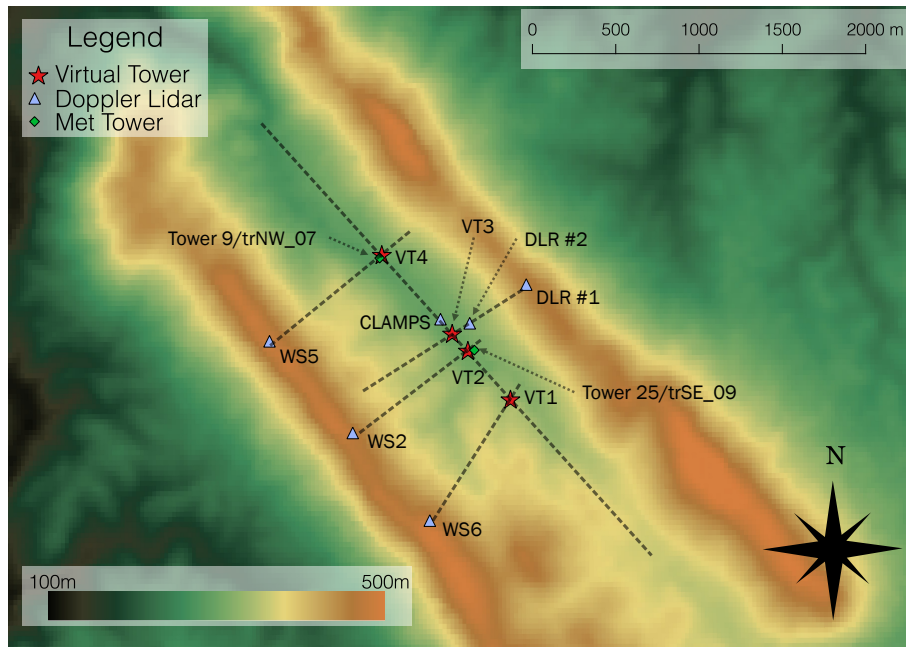 Legend
Virtual Tower
Doppler Lidar
Met Tower
0 500 1000 1500 2000 m
Tower 9/trNW_07
VT3
DLR #2
VT4
DLR #1
CLAMPS
WS5
VT2
Tower 25/trSE_09
VT1
WS2
N
WS6
100m 500m